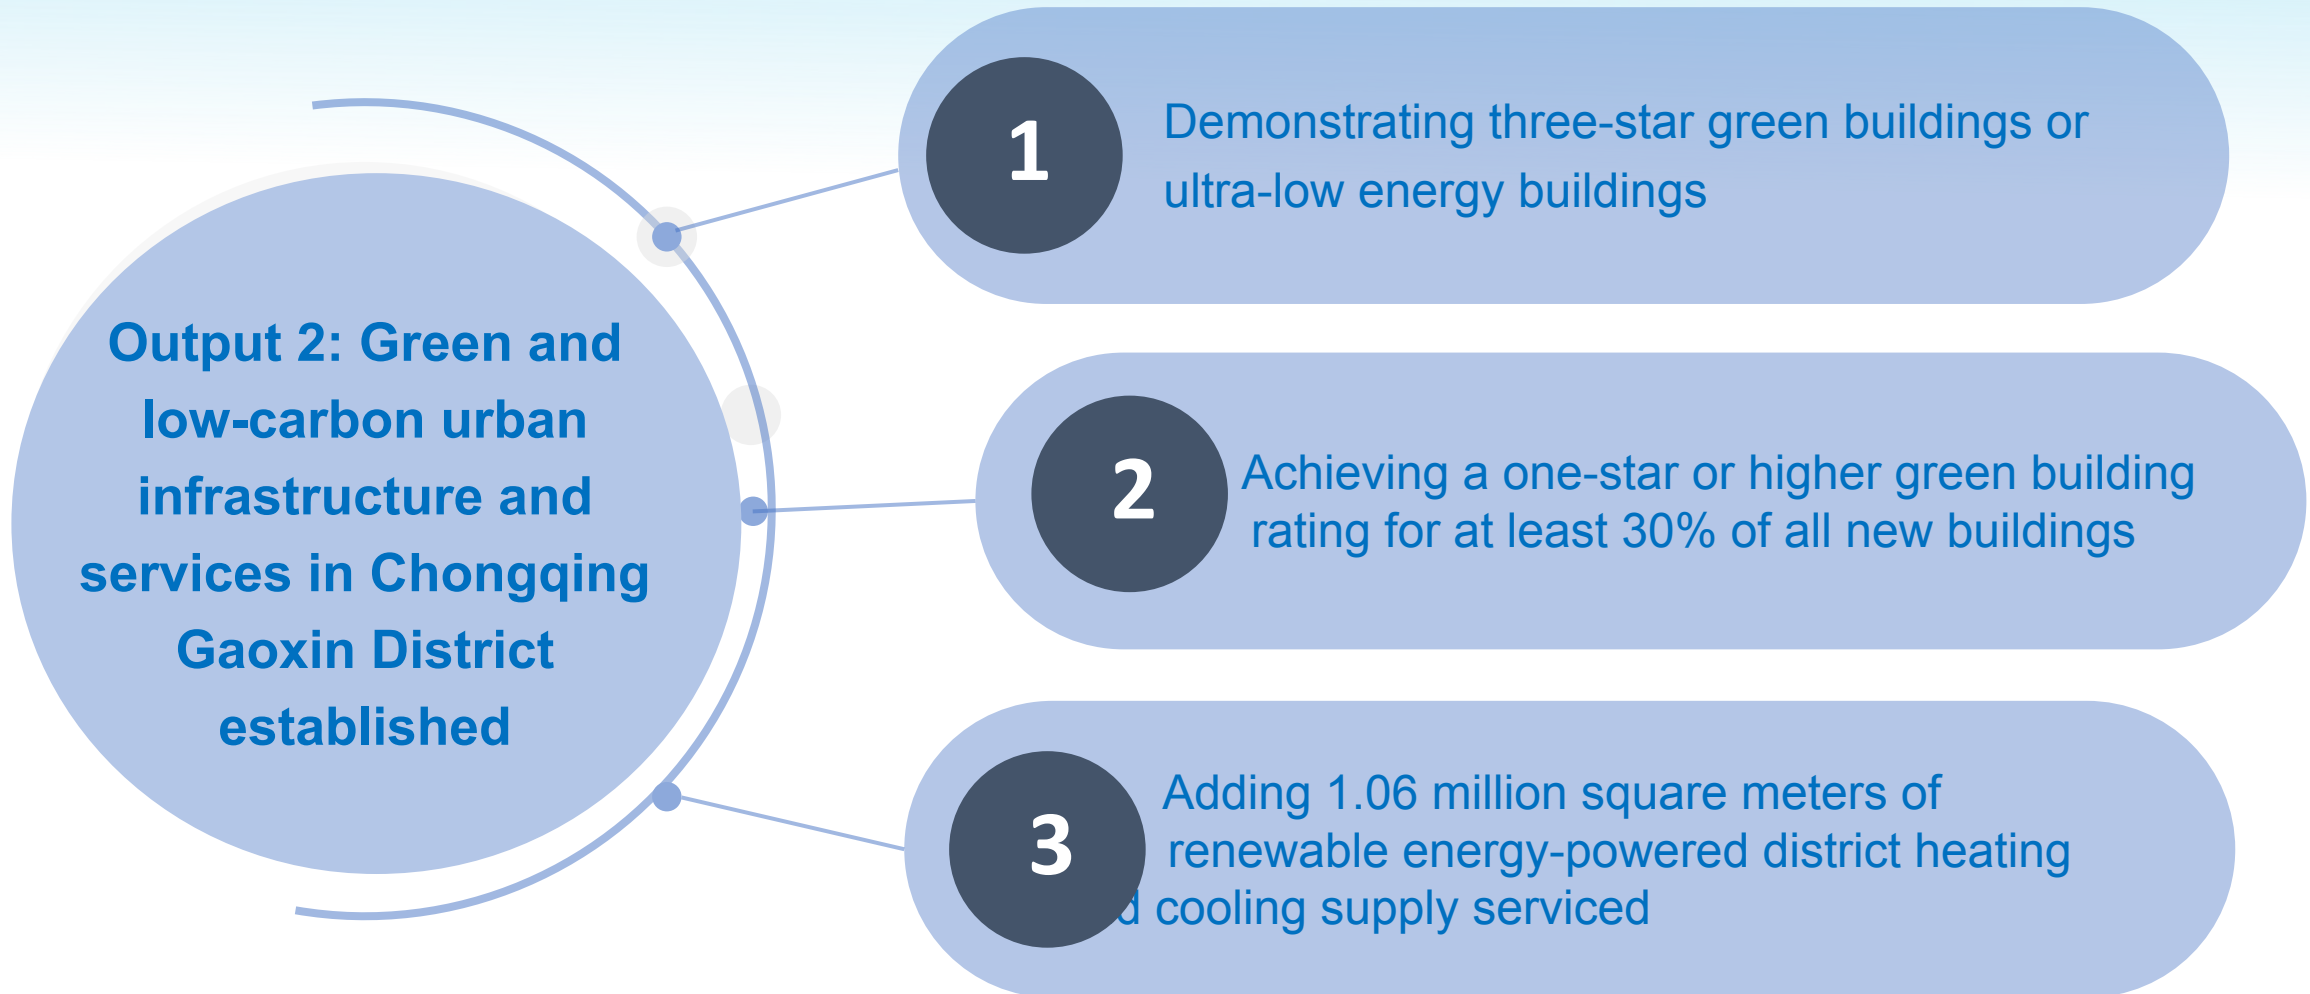 Output 2: Green and
low-carbon urban
infrastructure and
services in Chongqing
Gaoxin District
established
1
Demonstrating three-star green buildings or
ultra-low energy buildings
2
Achieving a one-star or higher green building
rating for at least 30% of all new buildings
3
Adding 1.06 million square meters of
renewable energy-powered district heating
cooling supply serviced